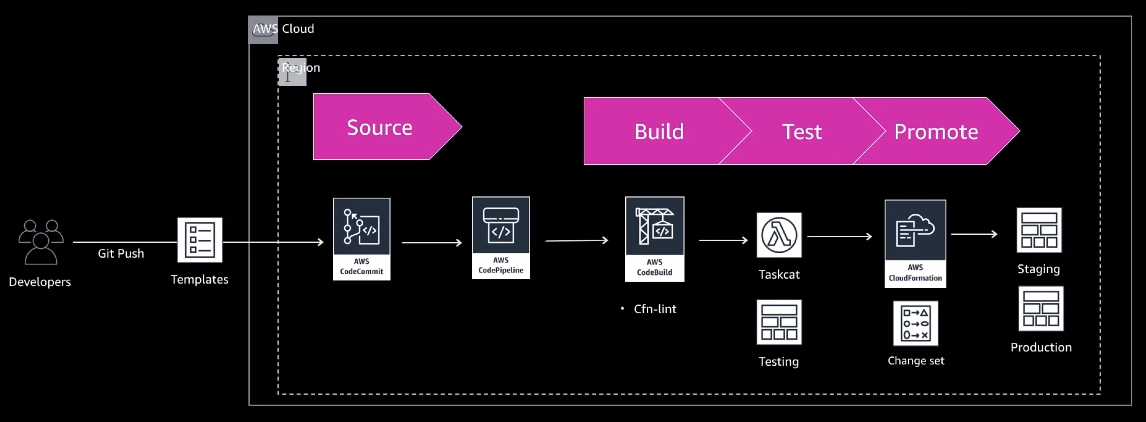 AWS Cloud
Region
Source
Build
Test
Promote
Developers
Git Push
Templates
AWS
CodeCommit
AWS
CodePipeline
AWS
CodeBuild
• Cfn-lint
Taskcat
Testing
AWS
CloudFormation
Change set
Staging
Production